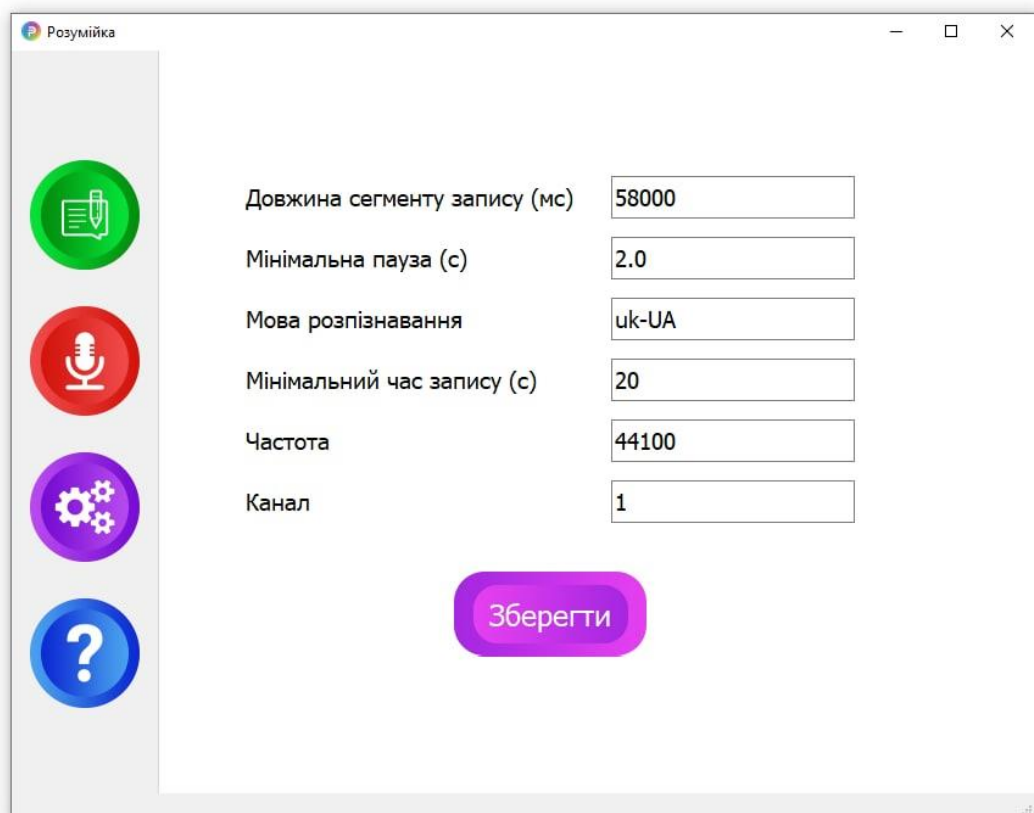 Розумійка
Довжина сегменту запису (мс) 58000
Мінімальна пауза (с) 2.0
Мова розпізнавання uk-UA
Мінімальний час запису (с) 20
Частота 44100
Канал 1
Зберегти
?